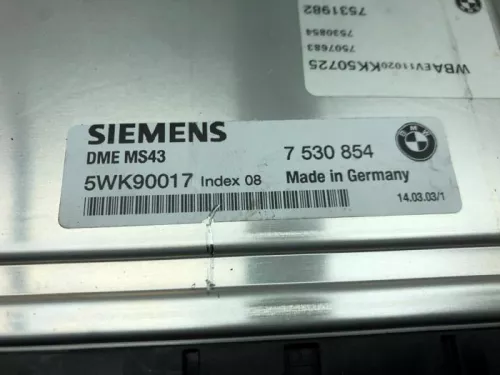 7531982
7530854
7507683
WBAEV11020KK50725
SIEMENS
DME MS43
7 530 854
BMW
5WK90017 Index 08
Made in Germany
14.03.03/1